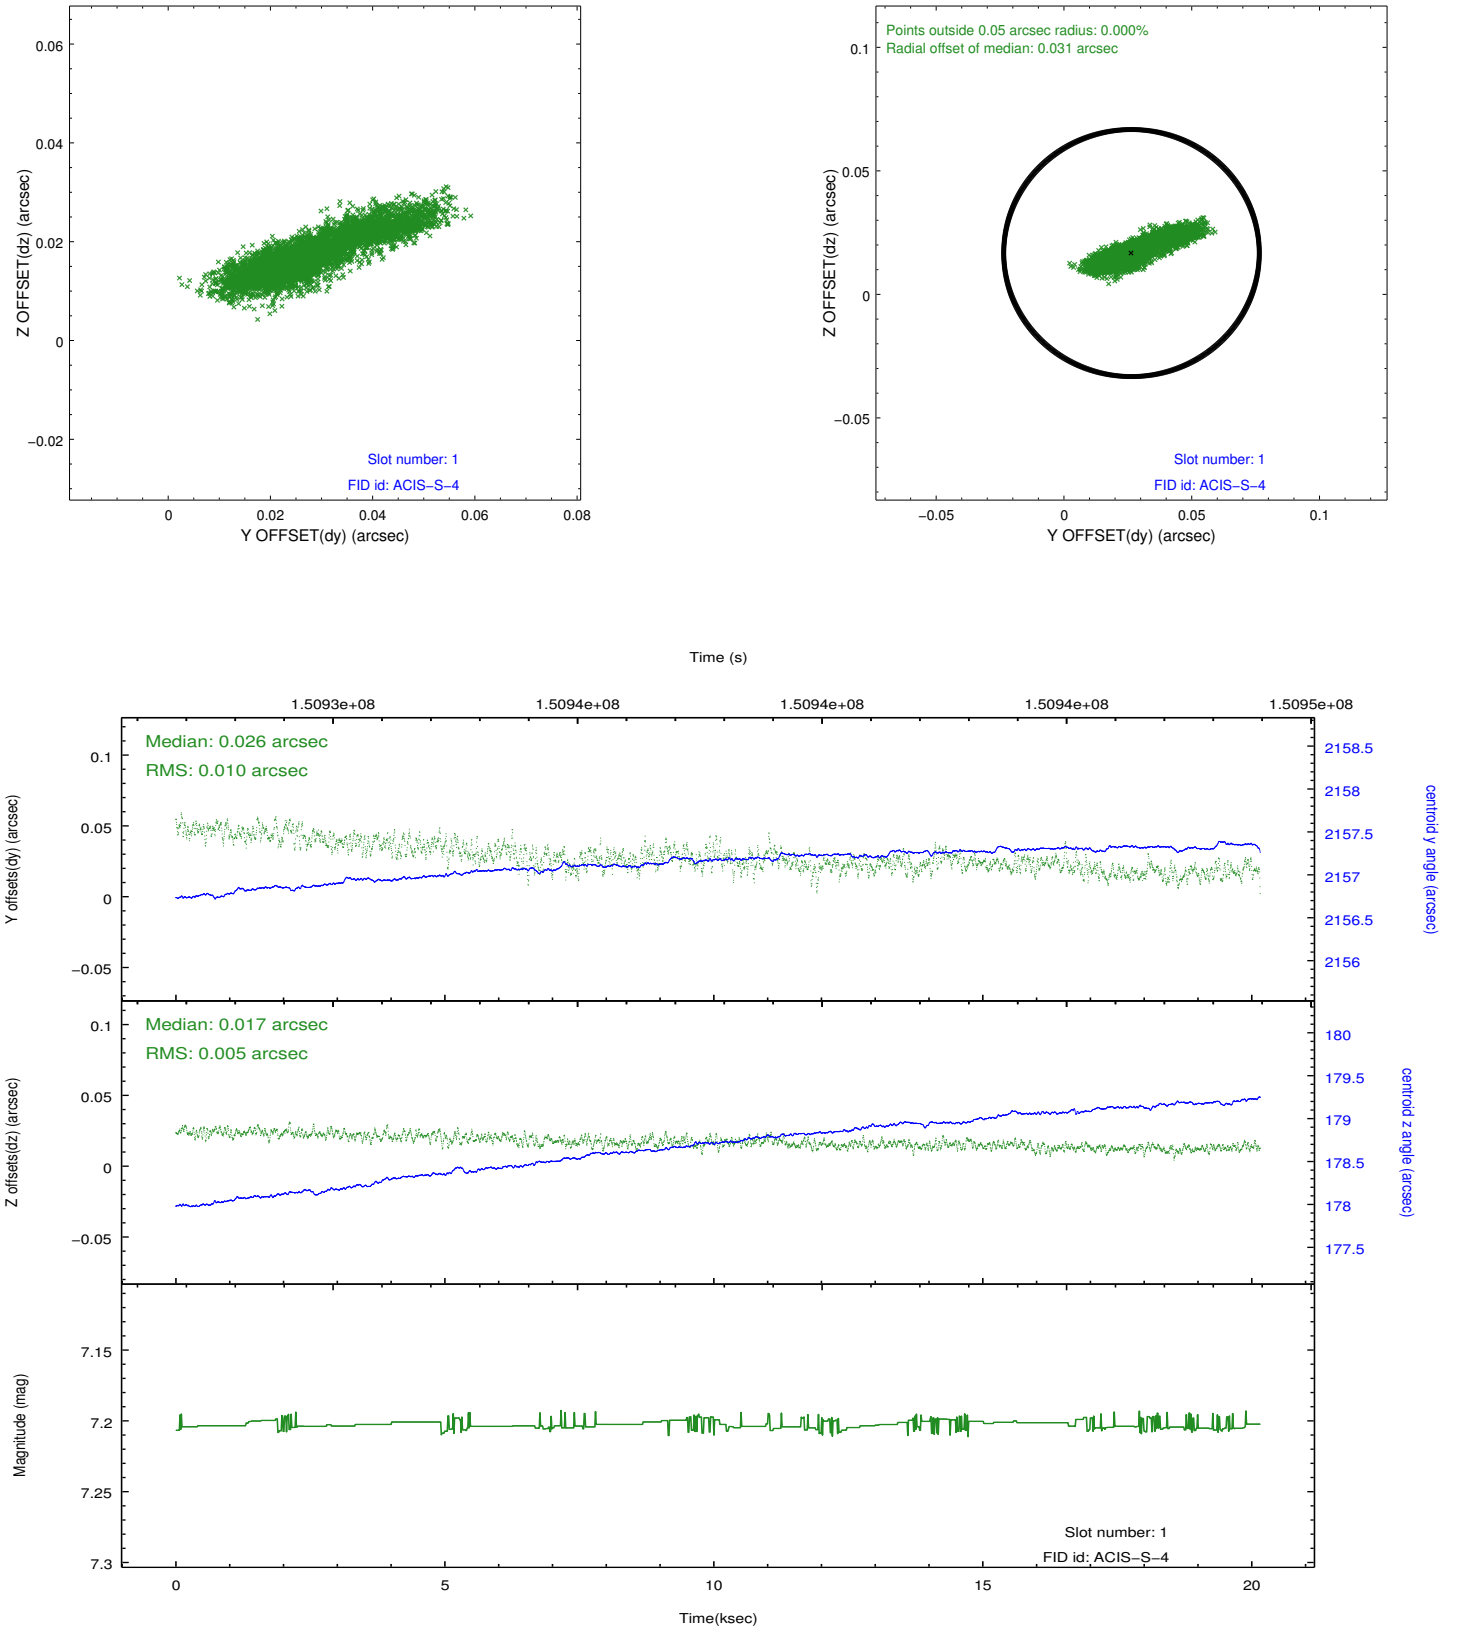 0.06
0.04
0.02
0
−0.02
Z OFFSET(dz) (arcsec)
Slot number: 1
FID id: ACIS−S−4
0 0.02 0.04 0.06 0.08
Y OFFSET(dy) (arcsec)
Points outside 0.05 arcsec radius: 0.000%
Radial offset of median: 0.031 arcsec
0.1
0.05
0
−0.05
Z OFFSET(dz) (arcsec)
Slot number: 1
FID id: ACIS−S−4
−0.05 0 0.05 0.1
Y OFFSET(dy) (arcsec)
Time (s)
1.5093e+08 1.5094e+08 1.5094e+08 1.5094e+08 1.5095e+08
Median: 0.026 arcsec
RMS: 0.010 arcsec
0.1
0.05
0
−0.05
Y offsets(dy) (arcsec)
2158.5
2158
2157.5
2157
2156.5
2156
centroid y angle (arcsec)
Median: 0.017 arcsec
RMS: 0.005 arcsec
0.1
0.05
0
−0.05
Z offsets(dz) (arcsec)
180
179.5
179
178.5
178
177.5
centroid z angle (arcsec)
7.15
7.2
7.25
7.3
Magnitude (mag)
Slot number: 1
FID id: ACIS−S−4
0 5 10 15 20
Time(ksec)